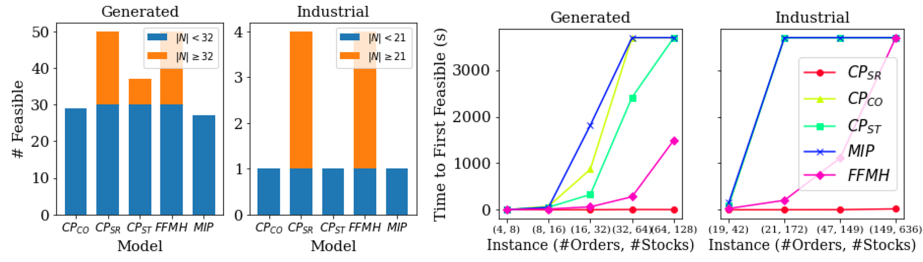 Generated
# Feasible
50
40
30
20
10
0
|N| < 32
|N| ≥ 32
CP_CO CP_SR CP_ST FFMH MIP
Model
Industrial
4
3
2
1
0
|N| < 21
|N| ≥ 21
CP_CO CP_SR CP_ST FFMH MIP
Model
Generated
Time to First Feasible (s)
3000
2000
1000
0
(4, 8) (8, 16) (16, 32) (32, 64) (64, 128)
Instance (#Orders, #Stocks)
Industrial
CP_SR
CP_CO
CP_ST
MIP
FFMH
(19, 42) (21, 172) (47, 149) (149, 636)
Instance (#Orders, #Stocks)